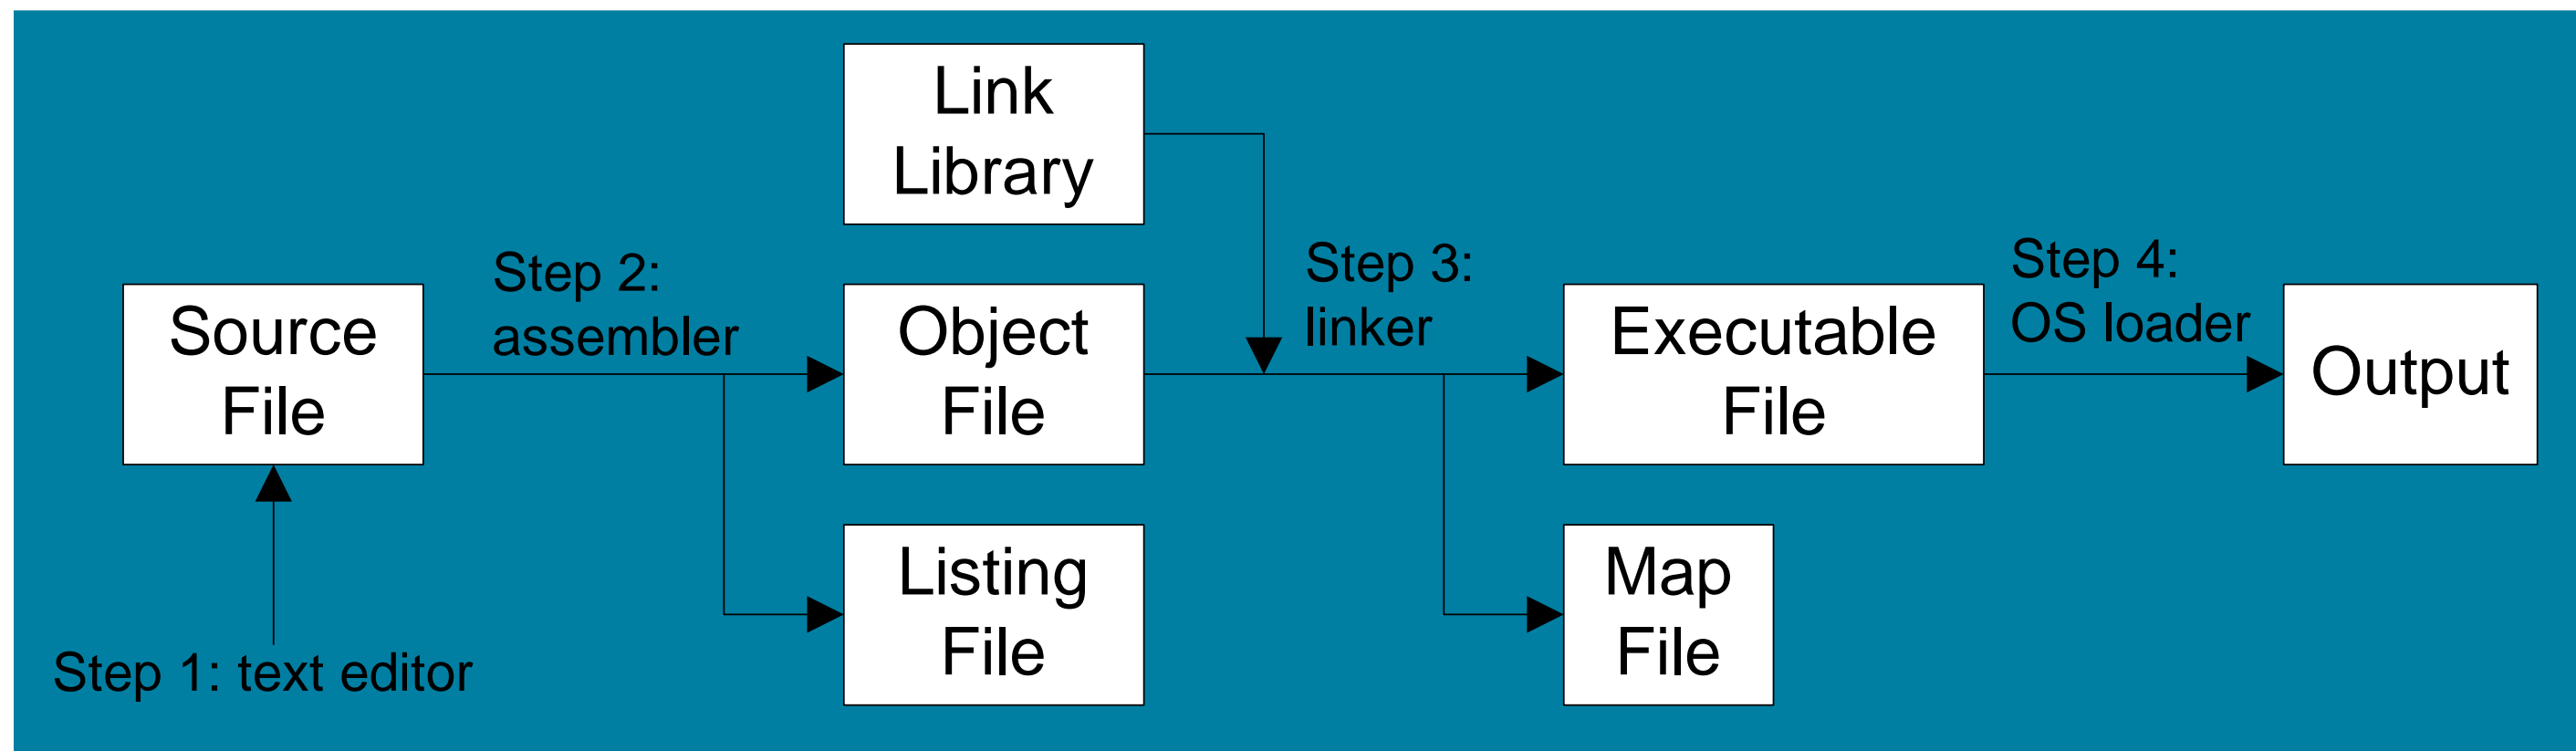 Link
Library
Step 2:
assembler
Step 3:
linker
Step 4:
OS loader
Source
File
Object
File
Executable
File
Output
Listing
File
Map
File
Step 1: text editor